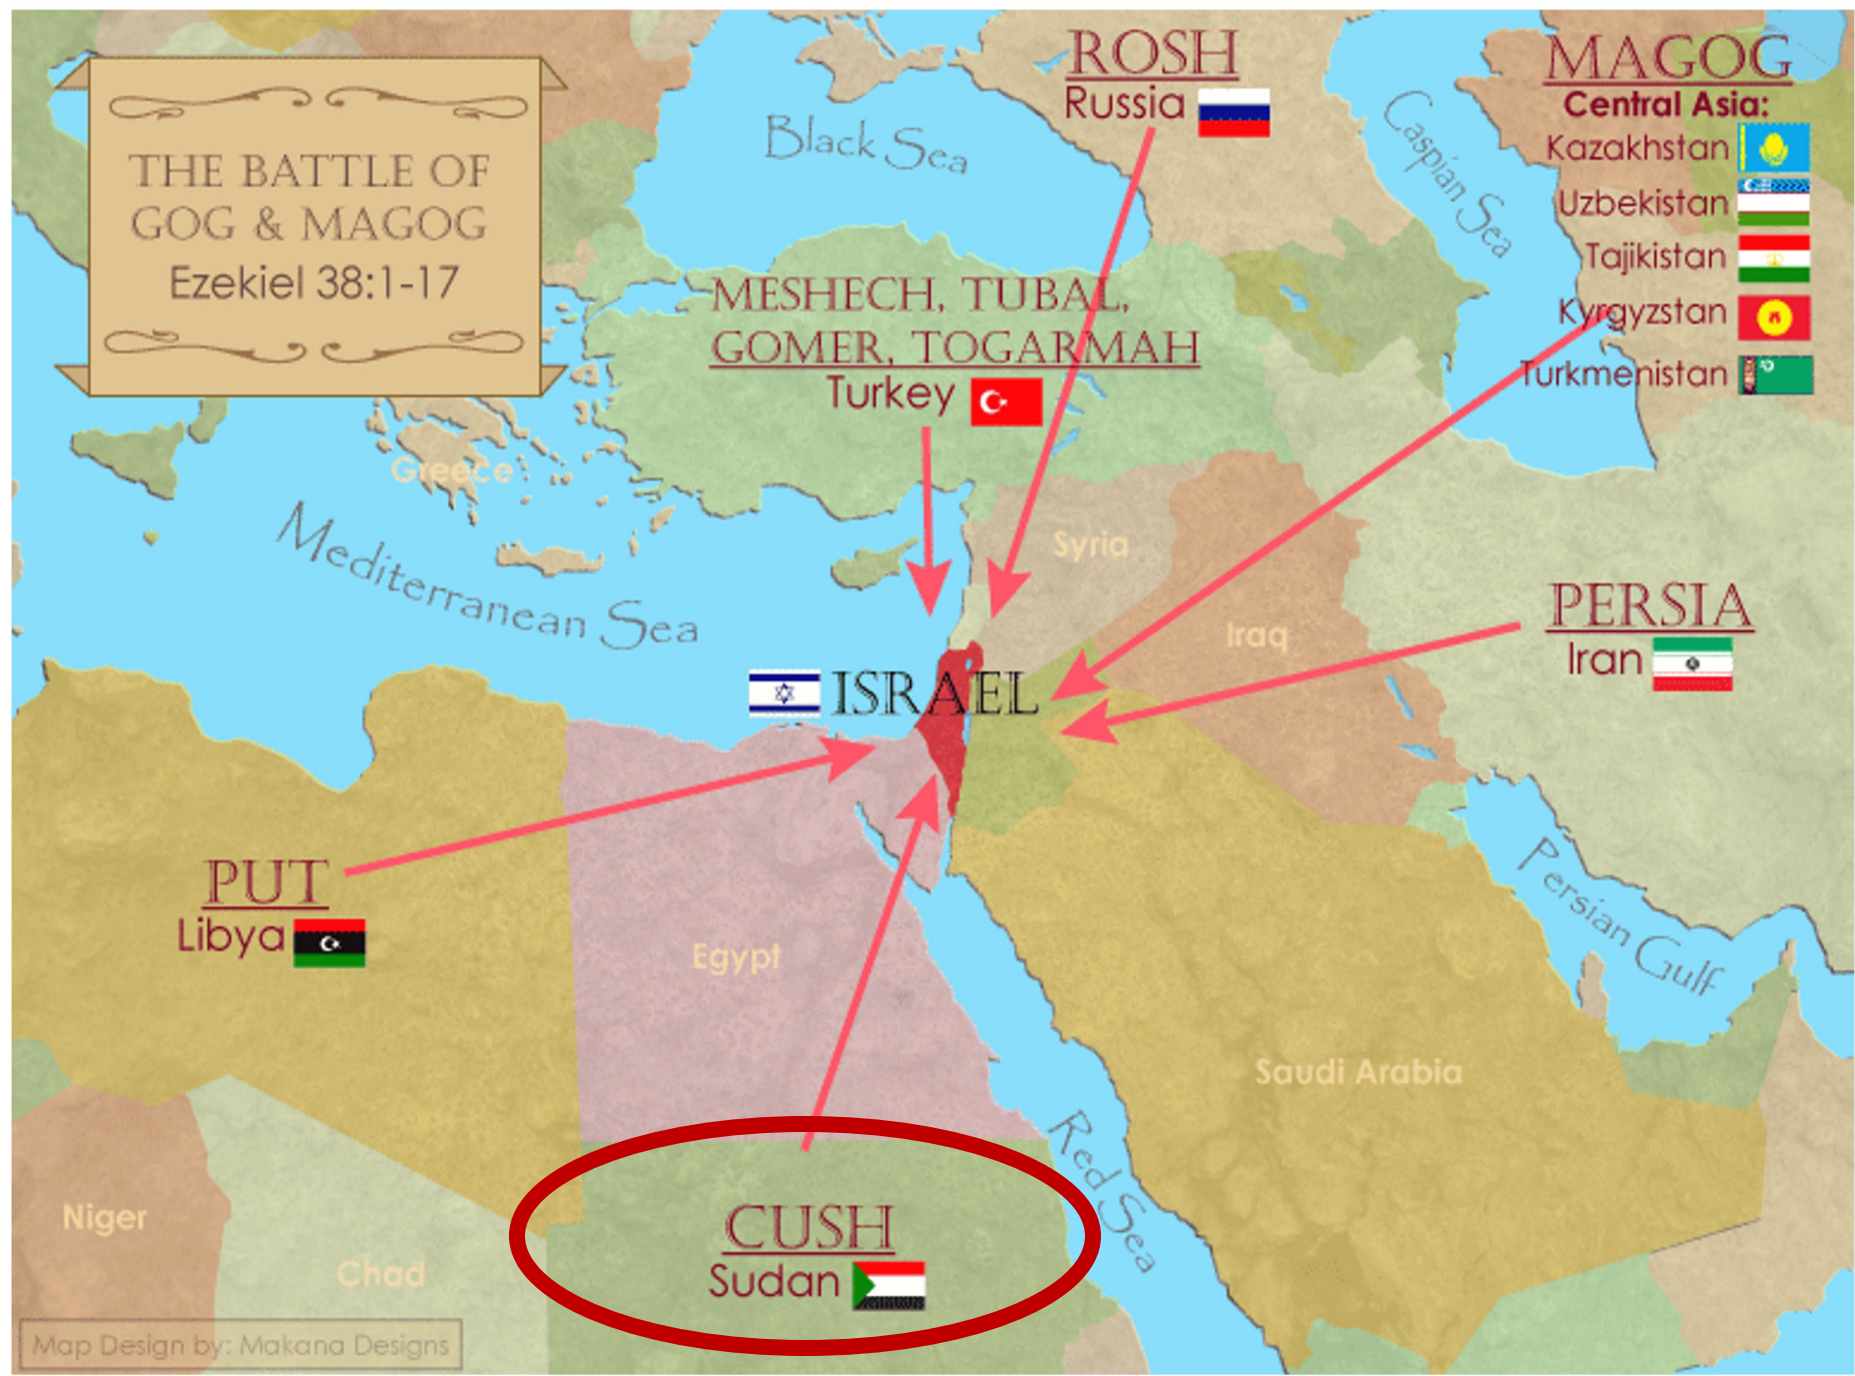 THE BATTLE OF
GOG & MAGOG
Ezekiel 38:1-17
ROSH
Russia
MAGOG
Central Asia:
Kazakhstan
Uzbekistan
Tajikistan
Kyrgyzstan
Turkmenistan
Black Sea
Caspian Sea
MESHECH, TUBAL,
GOMER, TOGARMAH
Turkey
Greece
Mediterranean Sea
Syria
Iraq
PERSIA
Iran
ISRAEL
PUT
Libya
Egypt
Persian Gulf
Saudi Arabia
Red Sea
Niger
Chad
CUSH
Sudan
Map Design by: Makana Designs